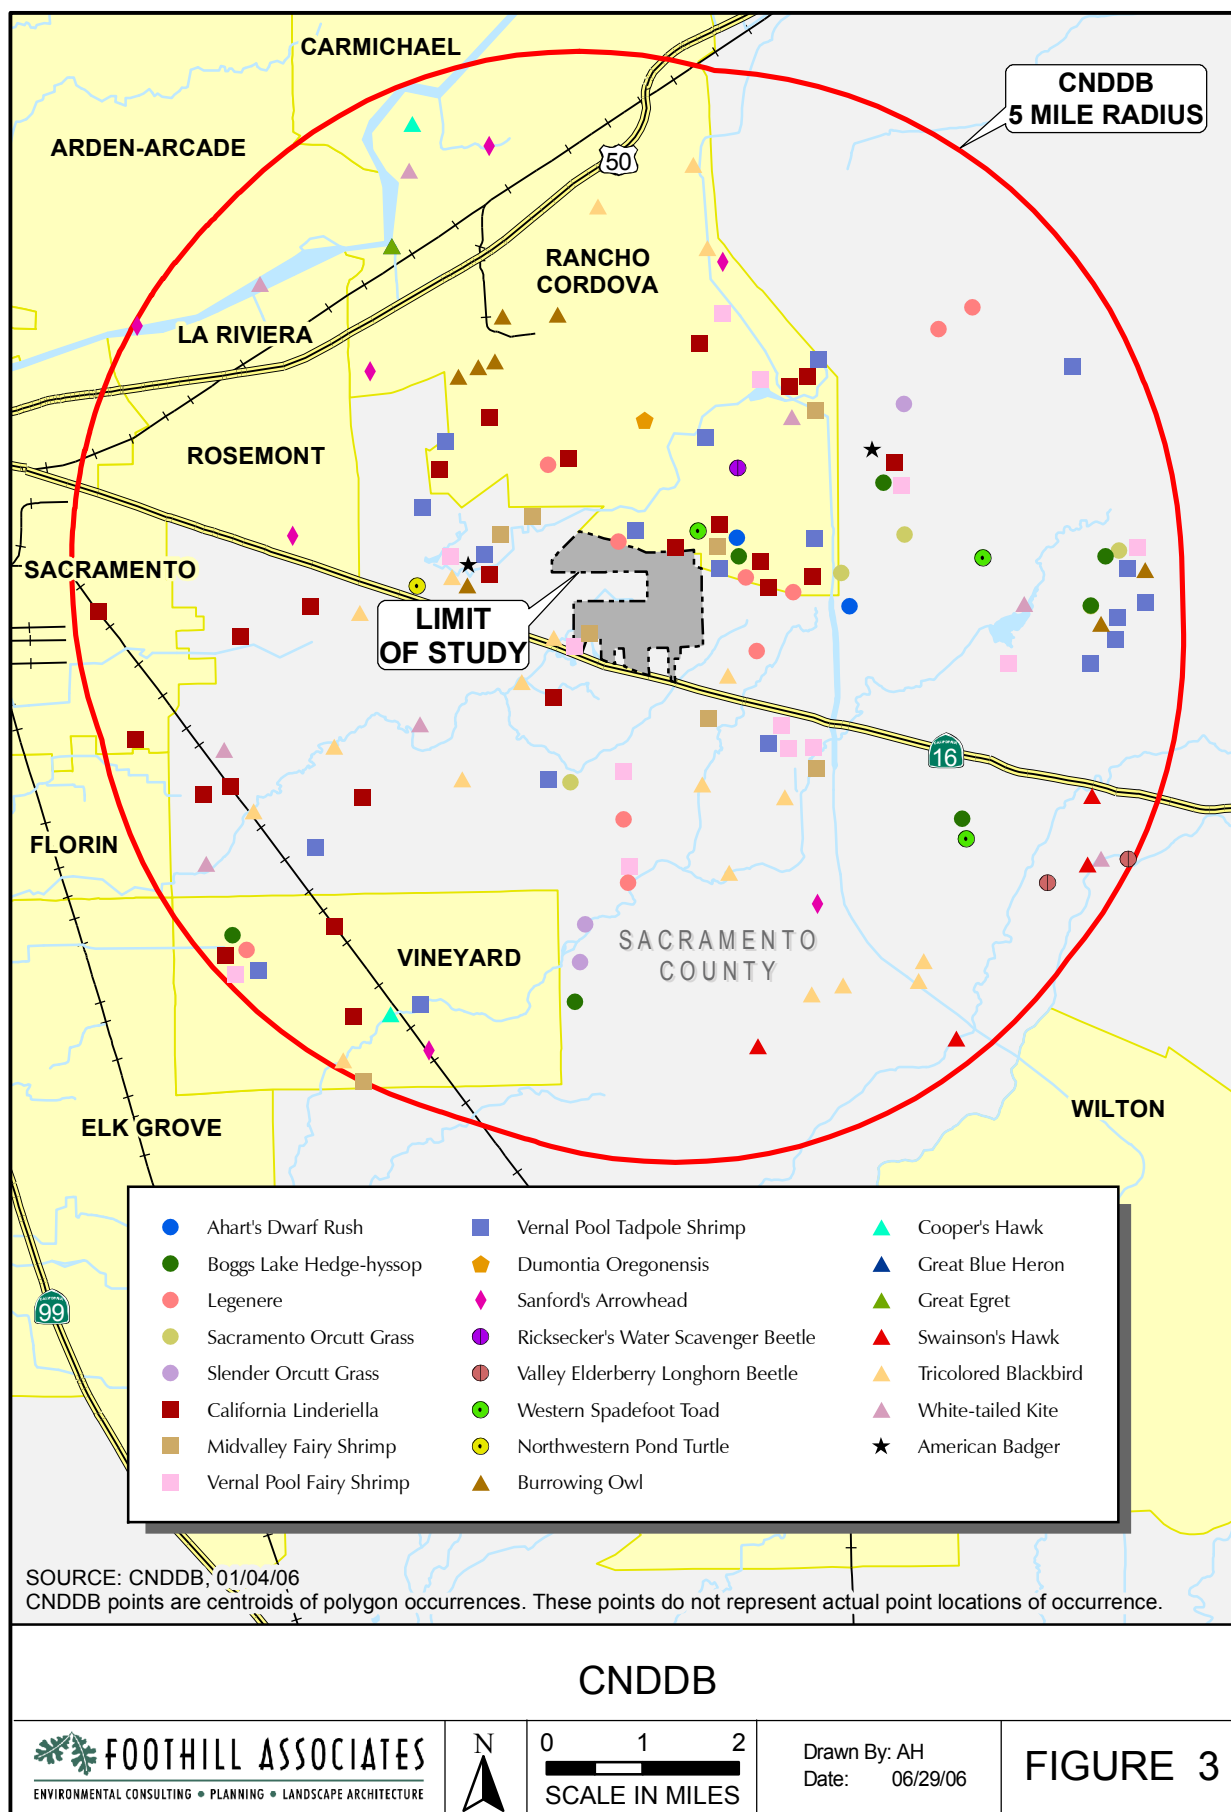 CARMICHAEL
CNDDB
5 MILE RADIUS
ARDEN-ARCADE
50
RANCHO
CORDOVA
LA RIVIERA
ROSEMONT
SACRAMENTO
LIMIT
OF STUDY
CALIFORNIA
16
FLORIN
SACRAMENTO
COUNTY
VINEYARD
WILTON
ELK GROVE
CALIFORNIA
99
Ahart's Dwarf Rush
Boggs Lake Hedge-hyssop
Legenere
Sacramento Orcutt Grass
Slender Orcutt Grass
California Linderiella
Midvalley Fairy Shrimp
Vernal Pool Fairy Shrimp
Vernal Pool Tadpole Shrimp
Dumontia Oregonensis
Sanford's Arrowhead
Ricksecker's Water Scavenger Beetle
Valley Elderberry Longhorn Beetle
Western Spadefoot Toad
Northwestern Pond Turtle
Burrowing Owl
Cooper's Hawk
Great Blue Heron
Great Egret
Swainson's Hawk
Tricolored Blackbird
White-tailed Kite
American Badger
SOURCE: CNDDB, 01/04/06
CNDDB points are centroids of polygon occurrences. These points do not represent actual point locations of occurrence.
CNDDB
FOOTHILL ASSOCIATES
ENVIRONMENTAL CONSULTING • PLANNING • LANDSCAPE ARCHITECTURE
N
0 1 2
SCALE IN MILES
Drawn By: AH
Date: 06/29/06
FIGURE 3